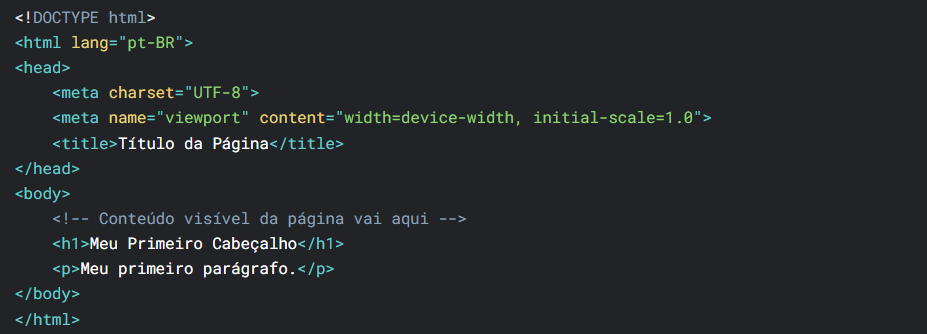 <!DOCTYPE html>
<html lang="pt-BR">
<head>
    <meta charset="UTF-8">
    <meta name="viewport" content="width=device-width, initial-scale=1.0">
    <title>Título da Página</title>
</head>
<body>
    <!-- Conteúdo visível da página vai aqui -->
    <h1>Meu Primeiro Cabeçalho</h1>
    <p>Meu primeiro parágrafo.</p>
</body>
</html>